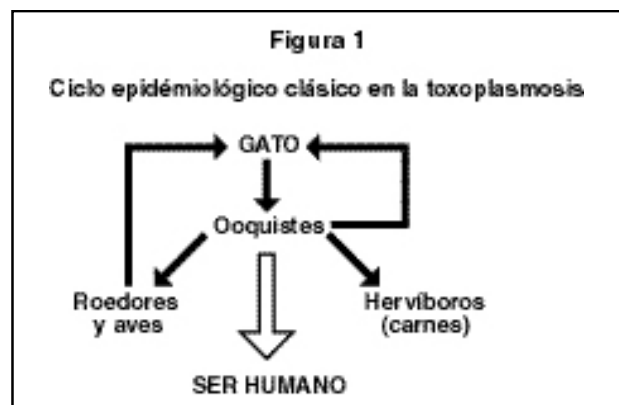 Figura 1
Ciclo epidémiológico clásico en la toxoplasmosis
GATO
Ooquistes
Roedores
y aves
Hervíboros
(carnes)
SER HUMANO